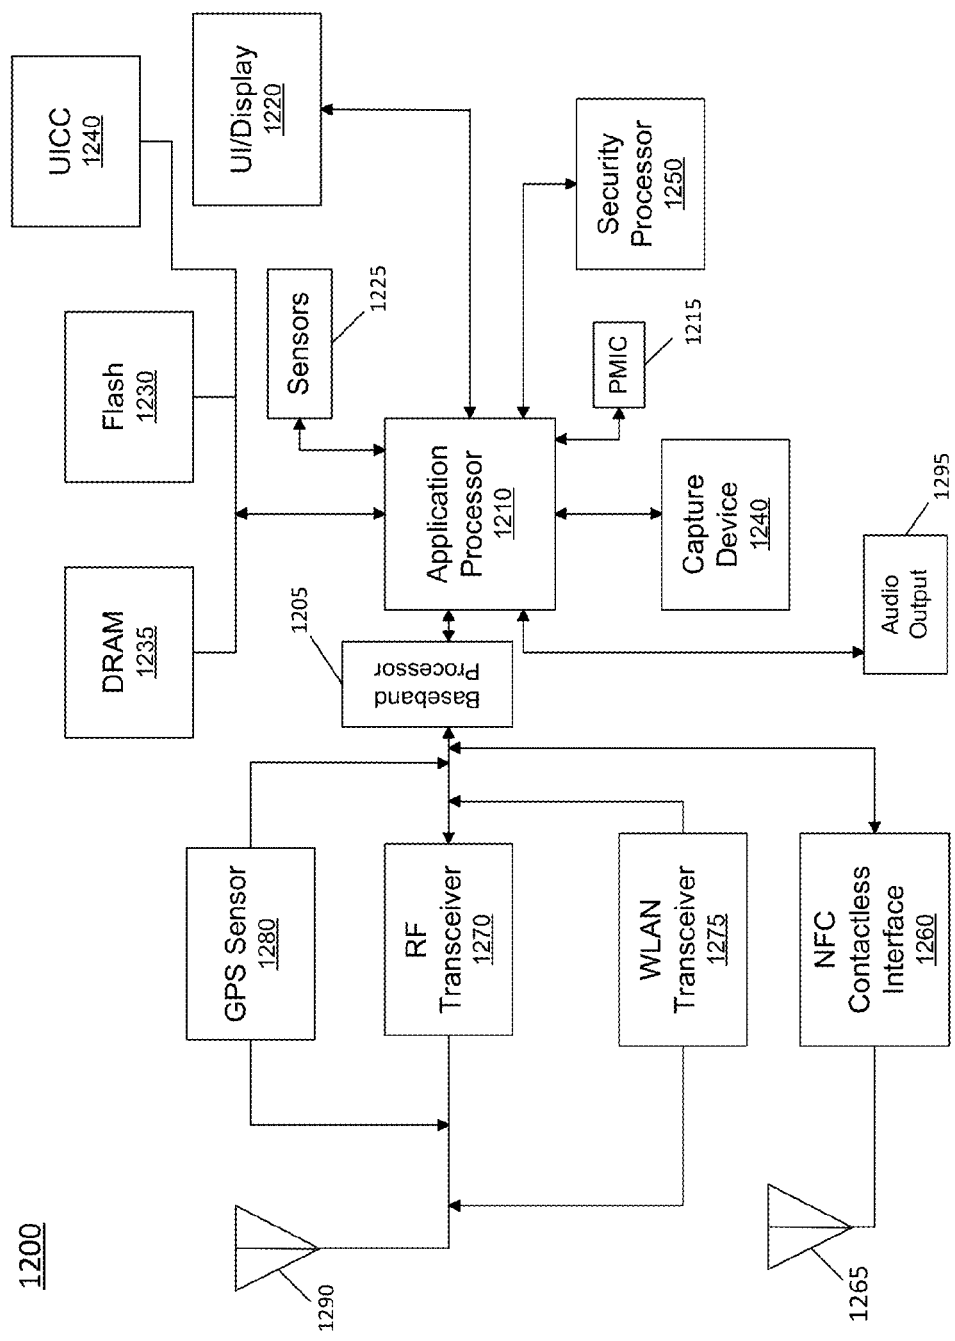 1200
UICC
1240
UI/Display
1220
Flash
1230
Sensors
1225
Security
Processor
1250
DRAM
1235
PMIC
1215
Application
Processor
1210
1205
Baseband
Processor
Capture
Device
1240
Audio
Output
1295
GPS Sensor
1280
RF
Transceiver
1270
WLAN
Transceiver
1275
NFC
Contactless
Interface
1260
1290
1265